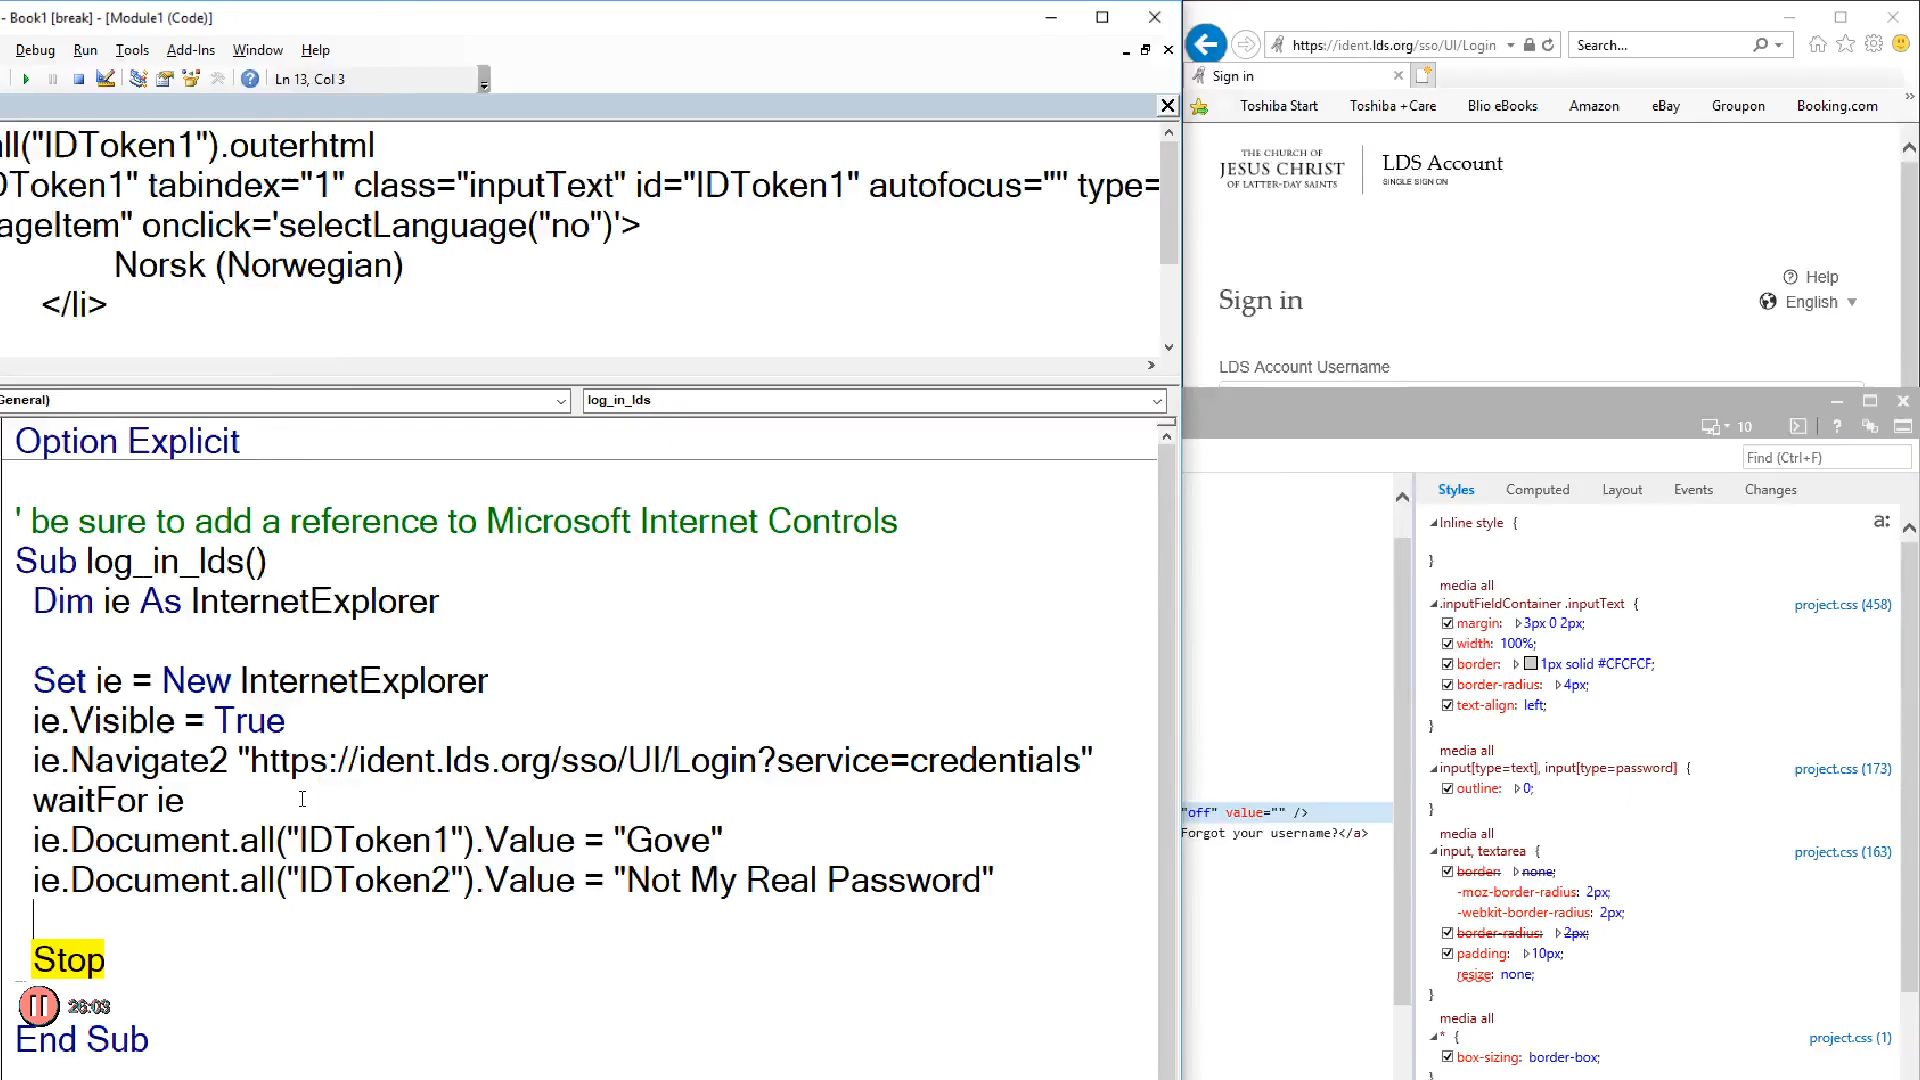 - Book1 [break] - [Module1 (Code)]
Debug Run Tools Add-Ins Window Help
Ln 13, Col 3
all("IDToken1").outerhtml
DToken1" tabindex="1" class="inputText" id="IDToken1" autofocus="" type=
ageItem" onclick='selectLanguage("no")'>
Norsk (Norwegian)
</li>
General)
log_in_lds
Option Explicit
' be sure to add a reference to Microsoft Internet Controls
Sub log_in_lds()
Dim ie As InternetExplorer
Set ie = New InternetExplorer
ie.Visible = True
ie.Navigate2 "https://ident.lds.org/sso/UI/Login?service=credentials"
waitFor ie
ie.Document.all("IDToken1").Value = "Gove"
ie.Document.all("IDToken2").Value = "Not My Real Password"
Stop
26:03
End Sub
https://ident.lds.org/sso/UI/Login
Search...
Sign in
Toshiba Start Toshiba +Care Blio eBooks Amazon eBay Groupon Booking.com
THE CHURCH OF
JESUS CHRIST
OF LATTER-DAY SAINTS
LDS Account
SINGLE SIGN ON
Help
Sign in
English
LDS Account Username
10
Find (Ctrl+F)
Styles Computed Layout Events Changes
Inline style {
a:
}
media all
.inputFieldContainer .inputText { project.css (458)
margin: 3px 0 2px;
width: 100%;
border: 1px solid #CFCFCF;
border-radius: 4px;
text-align: left;
}
media all
input[type=text], input[type=password] { project.css (173)
outline: 0;
}
"off" value="" />
Forgot your username?</a>
media all
input, textarea { project.css (163)
border: none;
-moz-border-radius: 2px;
-webkit-border-radius: 2px;
border-radius: 2px;
padding: 10px;
resize: none;
}
media all
* { project.css (1)
box-sizing: border-box;